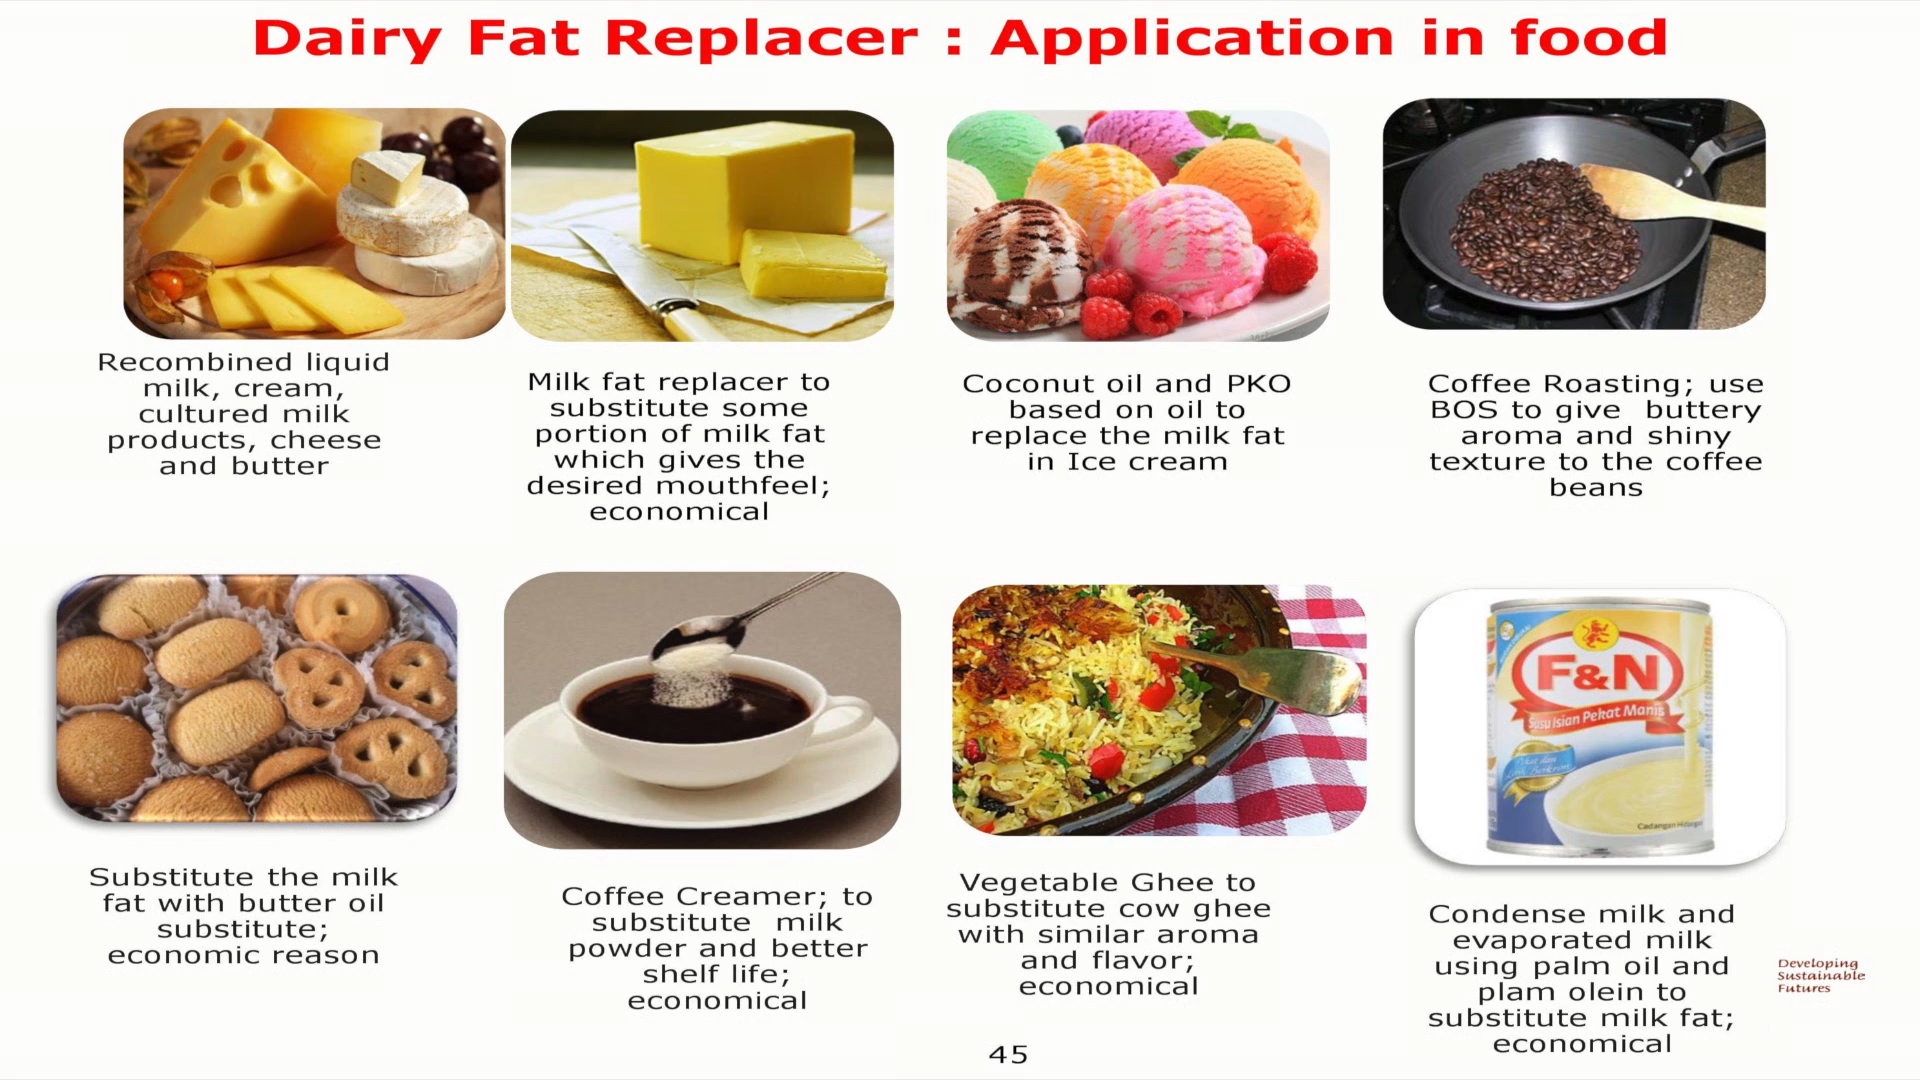 Dairy Fat Replacer : Application in food
Recombined liquid
milk, cream,
cultured milk
products, cheese
and butter
Milk fat replacer to
substitute some
portion of milk fat
which gives the
desired mouthfeel;
economical
Coconut oil and PKO
based on oil to
replace the milk fat
in Ice cream
Coffee Roasting; use
BOS to give buttery
aroma and shiny
texture to the coffee
beans
F&N
Susu Isian Pekat Manis
Cadangan Hidangan
Substitute the milk
fat with butter oil
substitute;
economic reason
Coffee Creamer; to
substitute milk
powder and better
shelf life;
economical
Vegetable Ghee to
substitute cow ghee
with similar aroma
and flavor;
economical
Condense milk and
evaporated milk
using palm oil and
plam olein to
substitute milk fat;
economical
Developing
Sustainable
Futures
45